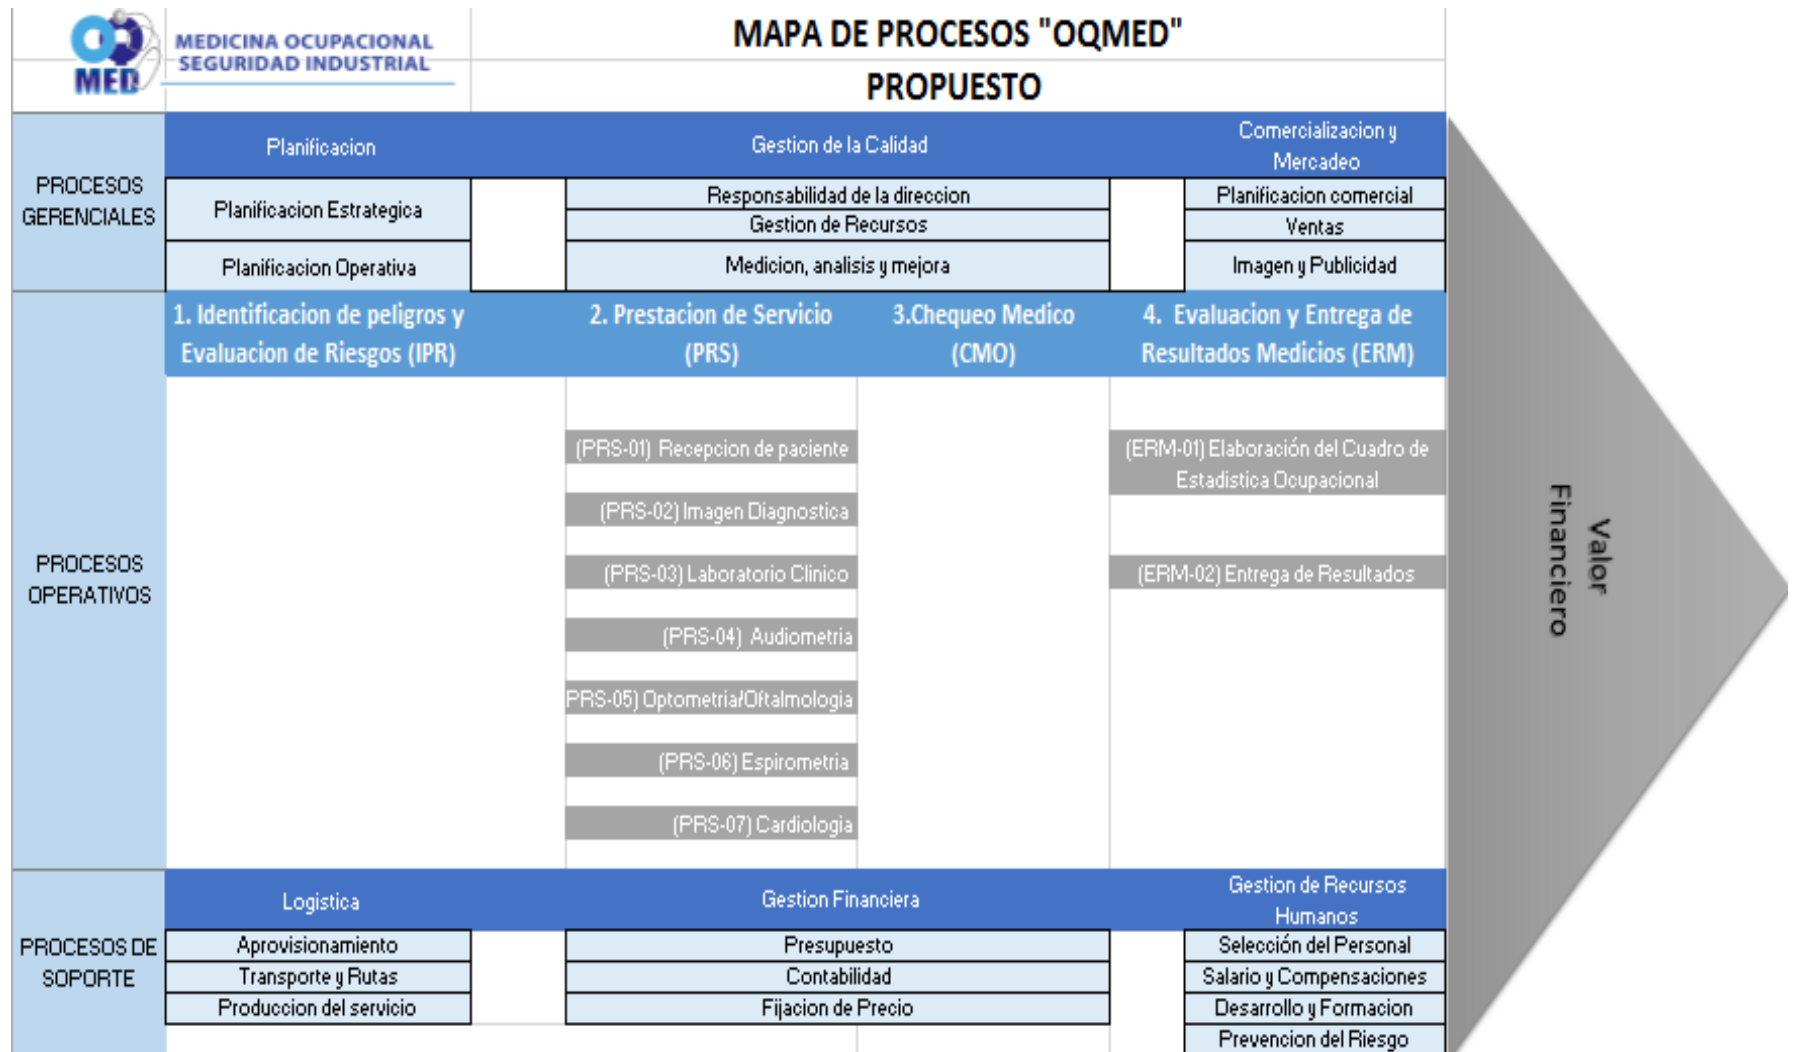 OQ
MED
MEDICINA OCUPACIONAL
SEGURIDAD INDUSTRIAL
MAPA DE PROCESOS "OQMED"
PROPUESTO
PROCESOS
GERENCIALES
Planificacion
Gestion de la Calidad
Comercializacion y
Mercadeo
Planificacion Estrategica
Planificacion Operativa
Responsabilidad de la direccion
Gestion de Recursos
Medicion, analisis y mejora
Planificacion comercial
Ventas
Imagen y Publicidad
PROCESOS
OPERATIVOS
1. Identificacion de peligros y
Evaluacion de Riesgos (IPR)
2. Prestacion de Servicio
(PRS)
3.Chequeo Medico
(CMO)
4. Evaluacion y Entrega de
Resultados Medicios (ERM)
(PRS-01) Recepcion de paciente
(PRS-02) Imagen Diagnostica
(PRS-03) Laboratorio Clinico
(PRS-04) Audiometria
PRS-05) Optometria/Oftalmologia
(PRS-06) Espirometria
(PRS-07) Cardiologia
(ERM-01) Elaboración del Cuadro de
Estadistica Ocupacional
(ERM-02) Entrega de Resultados
Valor
Financiero
PROCESOS DE
SOPORTE
Logistica
Gestion Financiera
Gestion de Recursos
Humanos
Aprovisionamiento
Transporte y Rutas
Produccion del servicio
Presupuesto
Contabilidad
Fijacion de Precio
Selección del Personal
Salario y Compensaciones
Desarrollo y Formacion
Prevencion del Riesgo